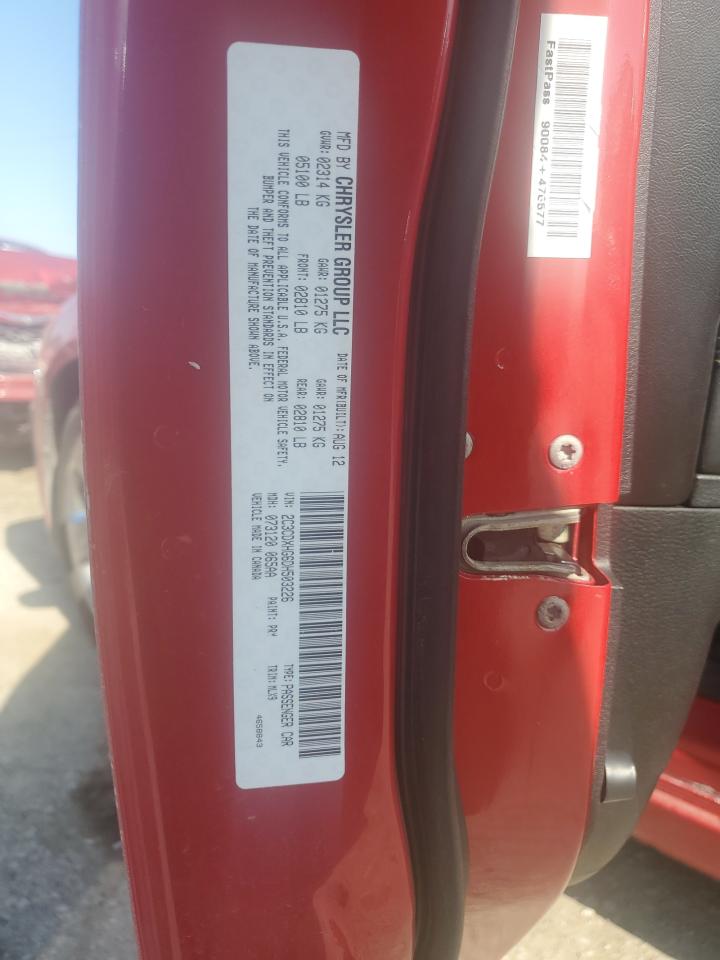 MFD BY CHRYSLER GROUP LLC DATE OF MFR(BUILT): AUG 12
GVWR: 02314 KG GAWR: 01275 KG GAWR: 01275 KG
05100 LB FRONT: 02810 LB REAR: 02810 LB
THIS VEHICLE CONFORMS TO ALL APPLICABLE U.S.A. FEDERAL MOTOR VEHICLE SAFETY,
BUMPER AND THEFT PREVENTION STANDARDS IN EFFECT ON
THE DATE OF MANUFACTURE SHOWN ABOVE.
VIN: 2C3CDXHG6DH503226 TYPE: PASSENGER CAR
MDH: 073120 065AA PAINT: PRY TRIM: MLX9
VEHICLE MADE IN CANADA 4658843
FastPass 90084+476577